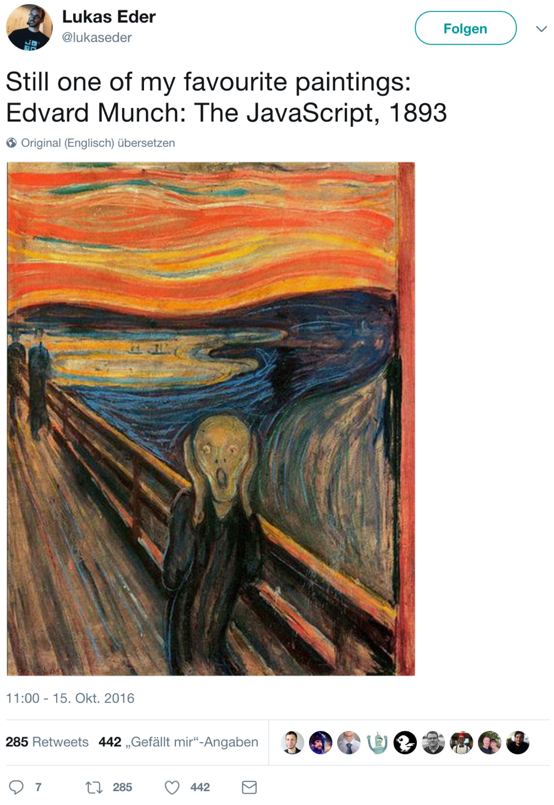 Lukas Eder
@lukaseder
Folgen
Still one of my favourite paintings:
Edvard Munch: The JavaScript, 1893
Original (Englisch) übersetzen
11:00 - 15. Okt. 2016
285 Retweets 442 „Gefällt mir“-Angaben
7 285 442